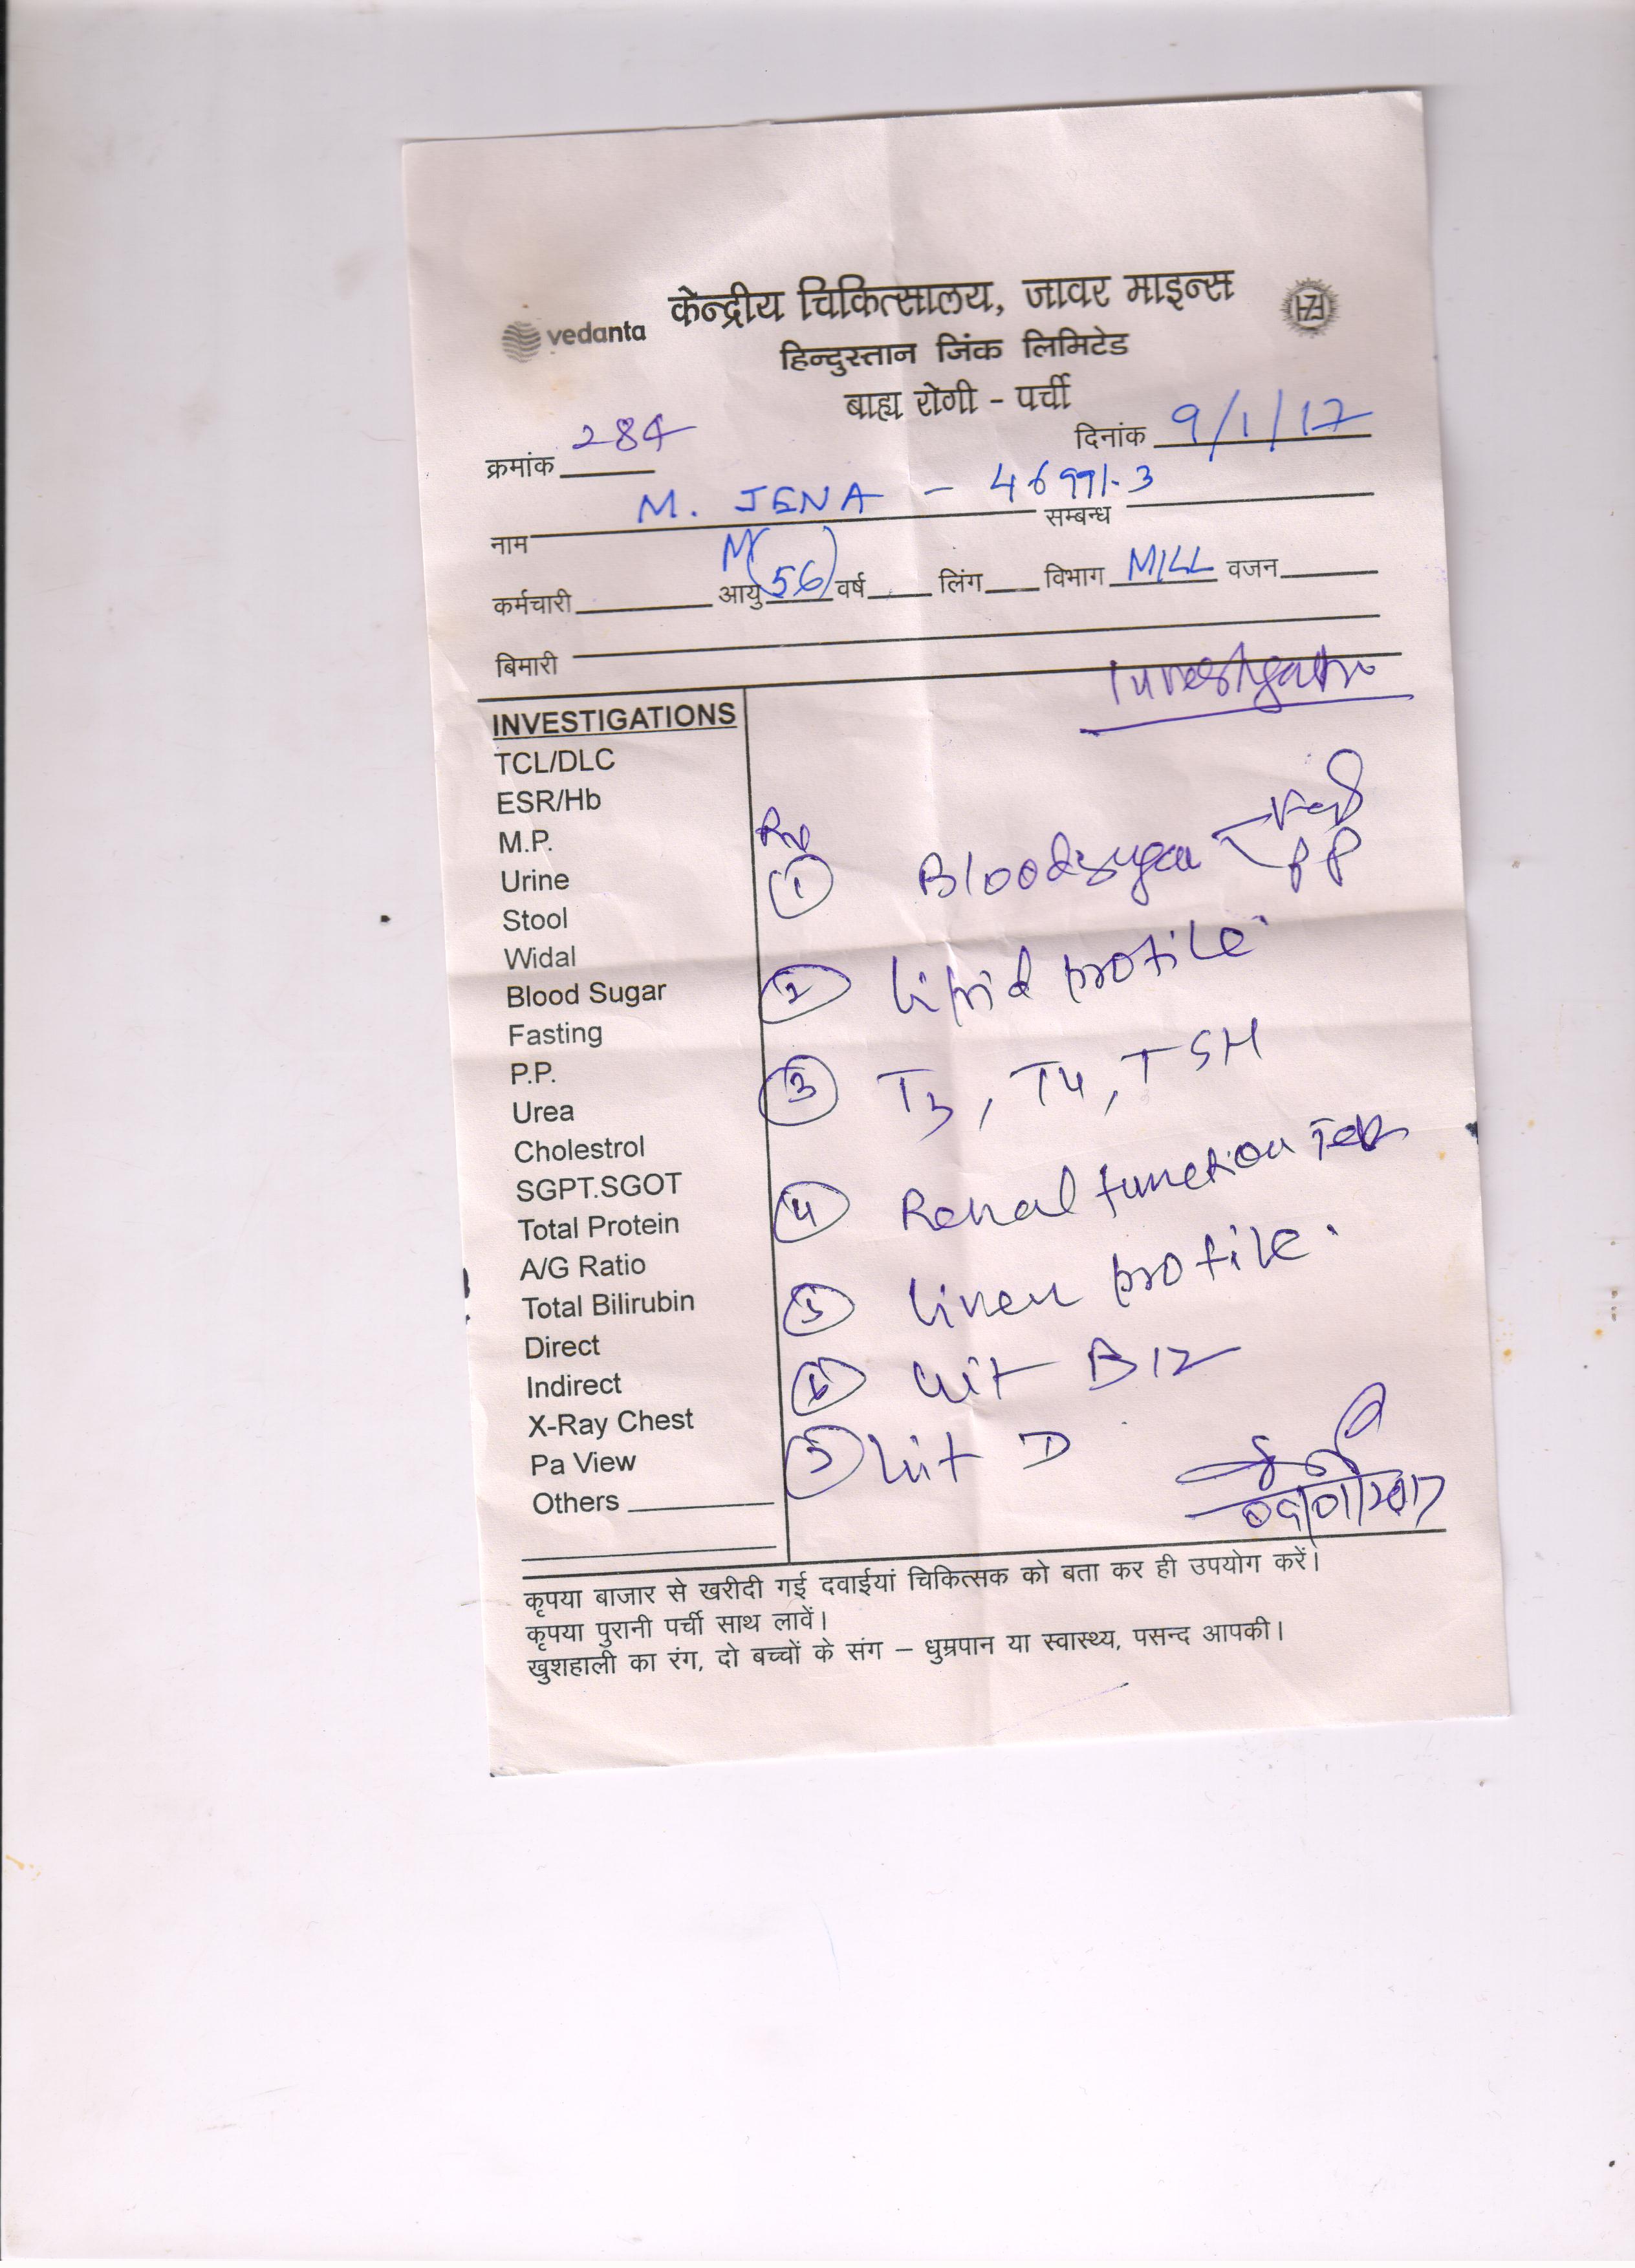 vedanta केन्द्रीय चिकित्सालय, जावर माइन्स HZL
हिन्दुस्तान जिंक लिमिटेड
बाह्य रोगी - पर्ची
क्रमांक 284 दिनांक 9/1/17
नाम M. JENA - 46991-3 सम्बन्ध
कर्मचारी आयु M(56) वर्ष लिंग विभाग MILL वजन
बिमारी
Investigation
INVESTIGATIONS
TCL/DLC
ESR/Hb
M.P.
Urine
Stool
Widal
Blood Sugar
Fasting
P.P.
Urea
Cholestrol
SGPT.SGOT
Total Protein
A/G Ratio
Total Bilirubin
Direct
Indirect
X-Ray Chest
Pa View
Others
① Blood sugar PP
② Lipid profile
③ T3, T4, TSH
④ Renal function Test
⑤ Liver profile
⑥ Vit B12
Vit D
कृपया बाजार से खरीदी गई दवाईयां चिकित्सक को बता कर ही उपयोग करें।
कृपया पुरानी पर्ची साथ लावें।
खुशहाली का रंग, दो बच्चों के संग – धुम्रपान या स्वास्थ्य, पसन्द आपकी।